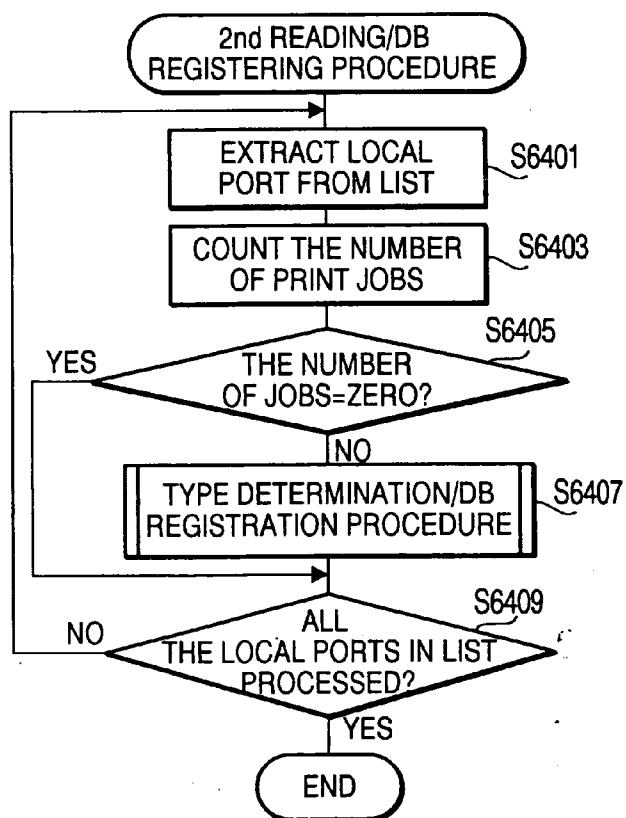 2nd READING/DB
REGISTERING PROCEDURE
EXTRACT LOCAL
PORT FROM LIST
S6401
COUNT THE NUMBER
OF PRINT JOBS
S6403
S6405
YES
THE NUMBER
OF JOBS=ZERO?
NO
TYPE DETERMINATION/DB
REGISTRATION PROCEDURE
S6407
S6409
NO
ALL
THE LOCAL PORTS IN LIST
PROCESSED?
YES
END